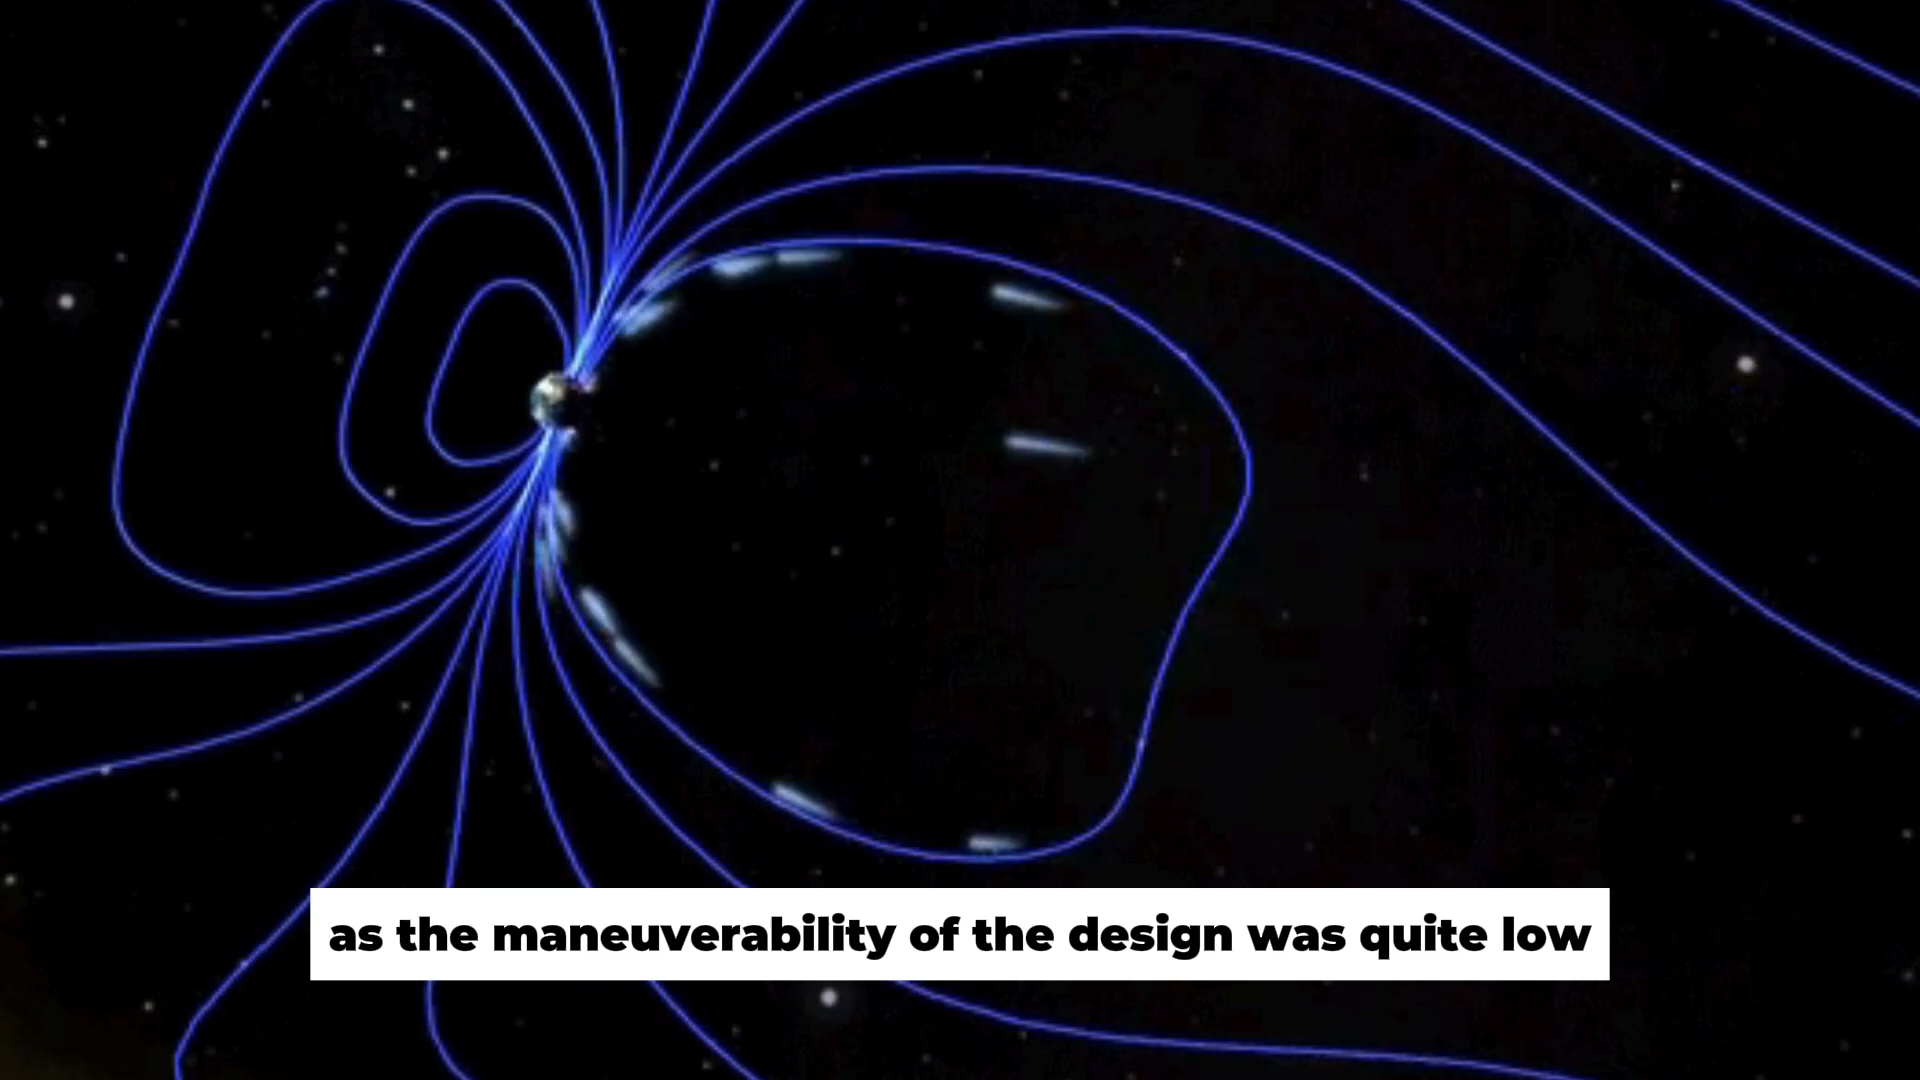 as the maneuverability of the design was quite low